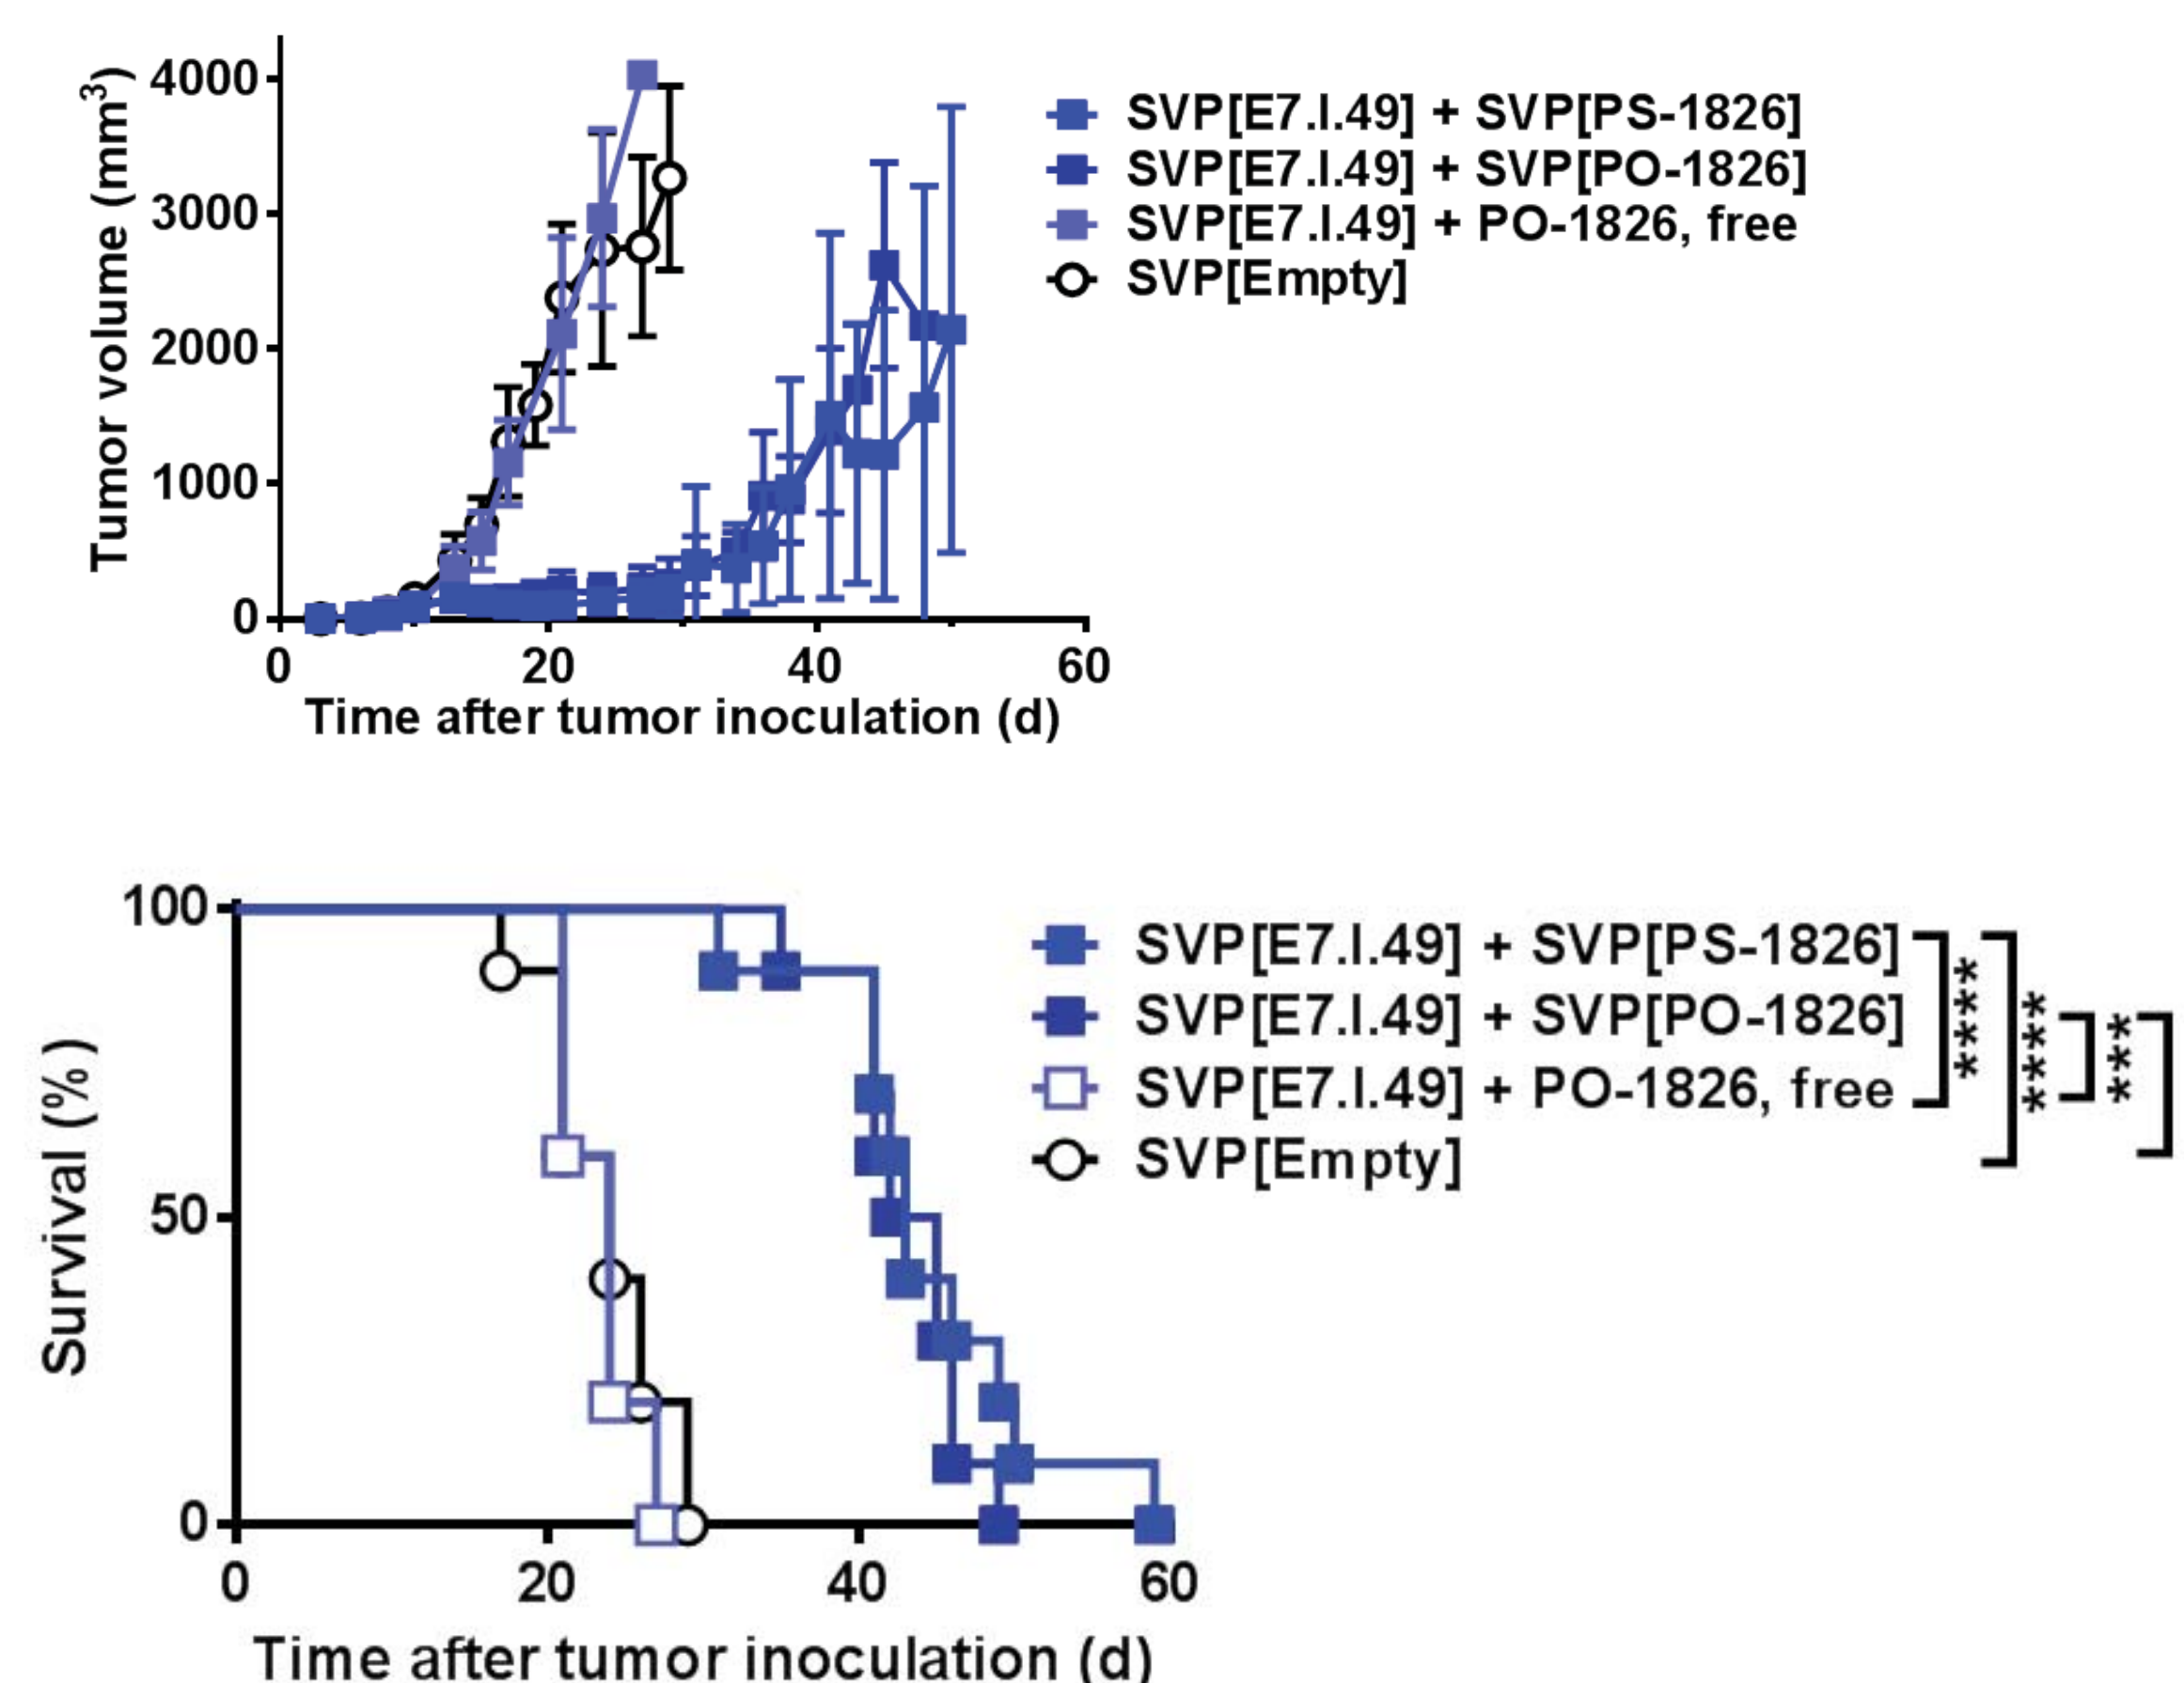 Tumor volume (mm³)
4000
3000
2000
1000
0
0 20 40 60
Time after tumor inoculation (d)
SVP[E7.I.49] + SVP[PS-1826]
SVP[E7.I.49] + SVP[PO-1826]
SVP[E7.I.49] + PO-1826, free
SVP[Empty]
Survival (%)
100
50
0
0 20 40 60
Time after tumor inoculation (d)
SVP[E7.I.49] + SVP[PS-1826]
SVP[E7.I.49] + SVP[PO-1826]
SVP[E7.I.49] + PO-1826, free
SVP[Empty]
****
****
***